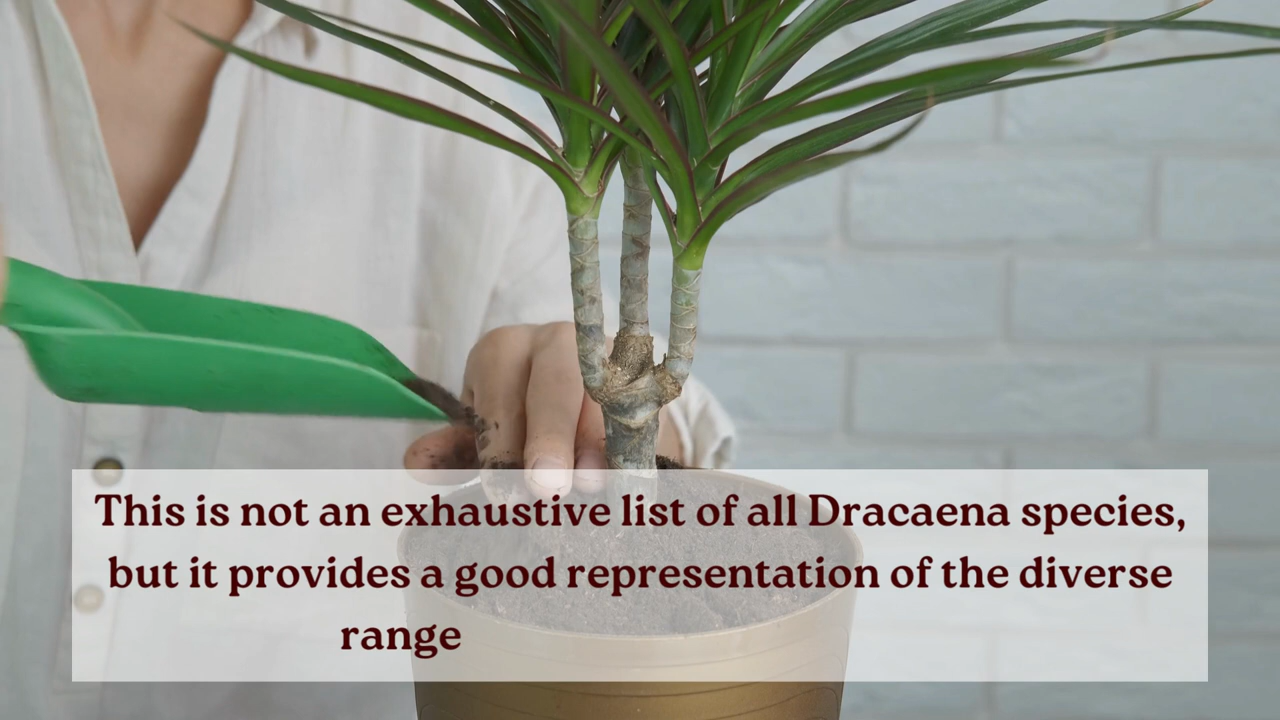 This is not an exhaustive list of all Dracaena species,
but it provides a good representation of the diverse
range